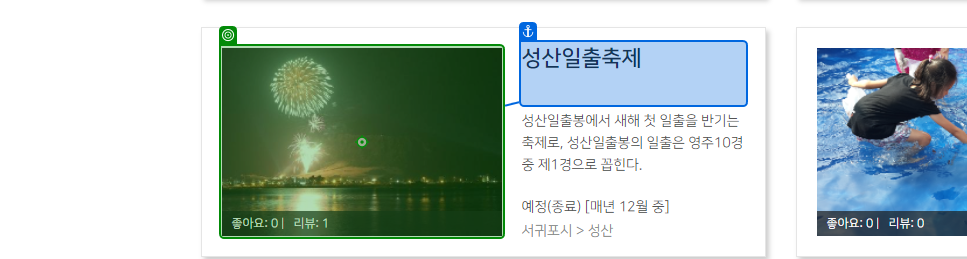 성산일출축제
성산일출봉에서 새해 첫 일출을 반기는
축제로, 성산일출봉의 일출은 영주10경
중 제1경으로 꼽힌다.
예정(종료) [매년 12월 중]
서귀포시 > 성산
좋아요: 0 | 리뷰: 1
좋아요: 0 | 리뷰: 0